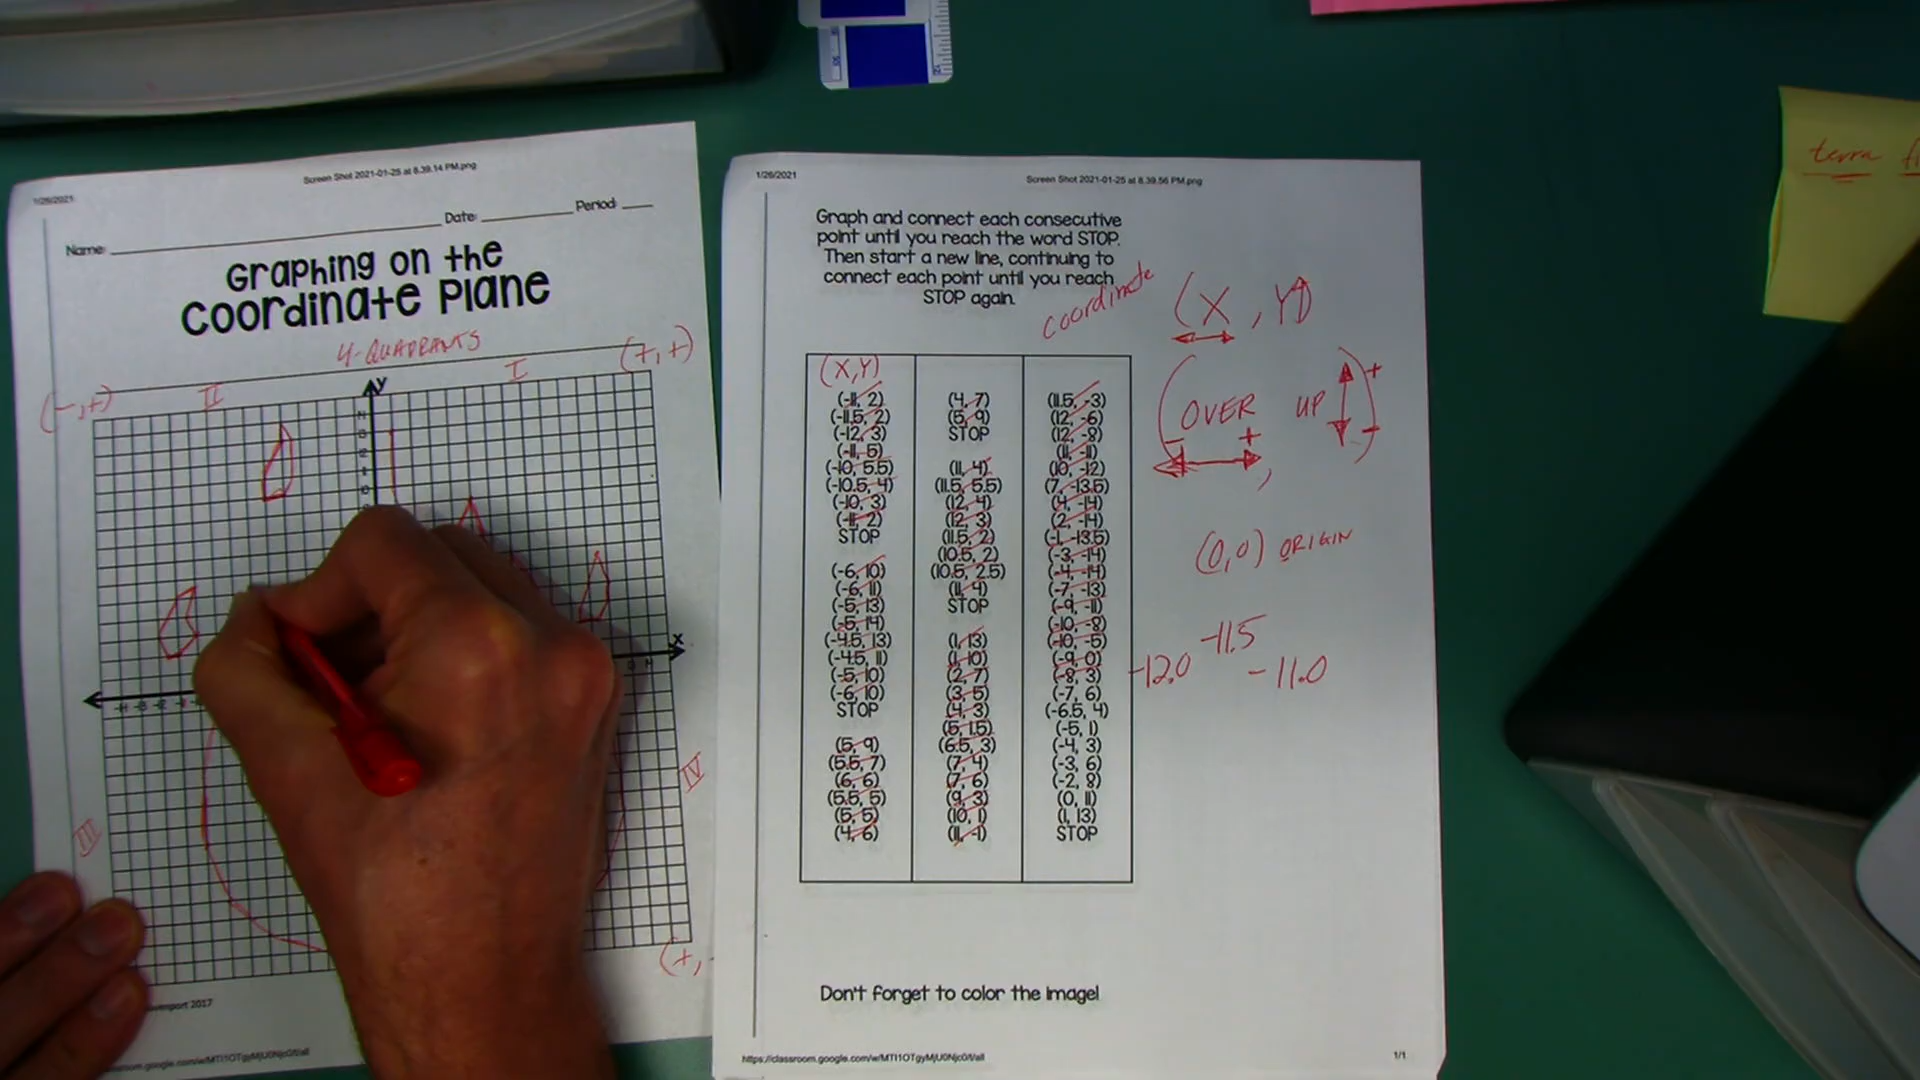 1/26/2021
Screen Shot 2021-01-25 at 8.39.14 PM.png
Name:
Date:
Period:
Graphing on the
Coordinate Plane
4-QUADRANTS
(-,+)
II
I
(+,+)
y
x
III
IV
(+,
1/26/2021
Screen Shot 2021-01-25 at 8.39.56 PM.png
Graph and connect each consecutive
point until you reach the word STOP.
Then start a new line, continuing to
connect each point until you reach
STOP again.
coordinate
(X, Y)
(X,Y)
(-11, 2)
(-11.5, 2)
(-12, 3)
(-11, 5)
(-10, 5.5)
(-10.5, 4)
(-10, 3)
(-11, 2)
STOP
(-6, 10)
(-6, 11)
(-5, 13)
(-5, 14)
(-4.5, 13)
(-4.5, 11)
(-5, 10)
(-6, 10)
STOP
(5, 9)
(5.5, 7)
(6, 6)
(5.5, 5)
(5, 5)
(4, 6)
(4, 7)
(5, 9)
STOP
(11, 4)
(11.5, 5.5)
(12, 4)
(12, 3)
(11.5, 2)
(10.5, 2)
(10.5, 2.5)
(11, 4)
STOP
(1, 13)
(1, 10)
(2, 7)
(3, 5)
(4, 3)
(5, 1.5)
(6.5, 3)
(7, 4)
(7, 6)
(9, 3)
(10, 1)
(11, -1)
(11.5, -3)
(12, -6)
(12, -8)
(11, -11)
(10, -12)
(7, -13.5)
(4, -14)
(2, -14)
(-1, -13.5)
(-3, -14)
(-4, -14)
(-7, -13)
(-9, -11)
(-10, -8)
(-10, -5)
(-9, 0)
(-8, 3)
(-7, 6)
(-6.5, 4)
(-5, 1)
(-4, 3)
(-3, 6)
(-2, 8)
(0, 11)
(1, 13)
STOP
(OVER UP)
+
-
- +
,
(0,0) ORIGIN
-12.0 -11.5 -11.0
Don't forget to color the image!
2017
https://classroom.google.com/w/MTI1OTgyMjU0Njc0/t/all
1/1
terra